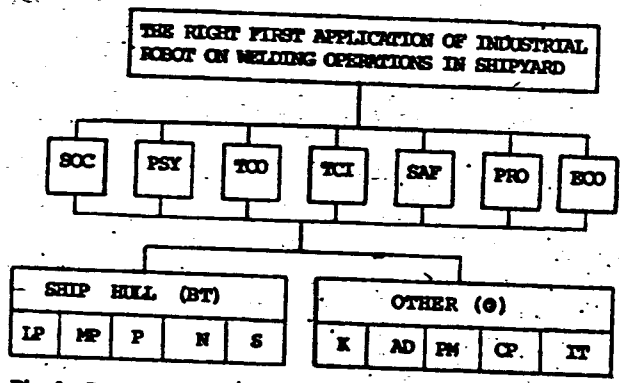 THE RIGHT FIRST APPLICATION OF INDUSTRIAL
ROBOT ON WELDING OPERATIONS IN SHIPYARD
SOC PSY TCO TCI SAF PRO ECO
SHIP HULL (BT) OTHER (O)
LP MP P N S K AD PM CP IT